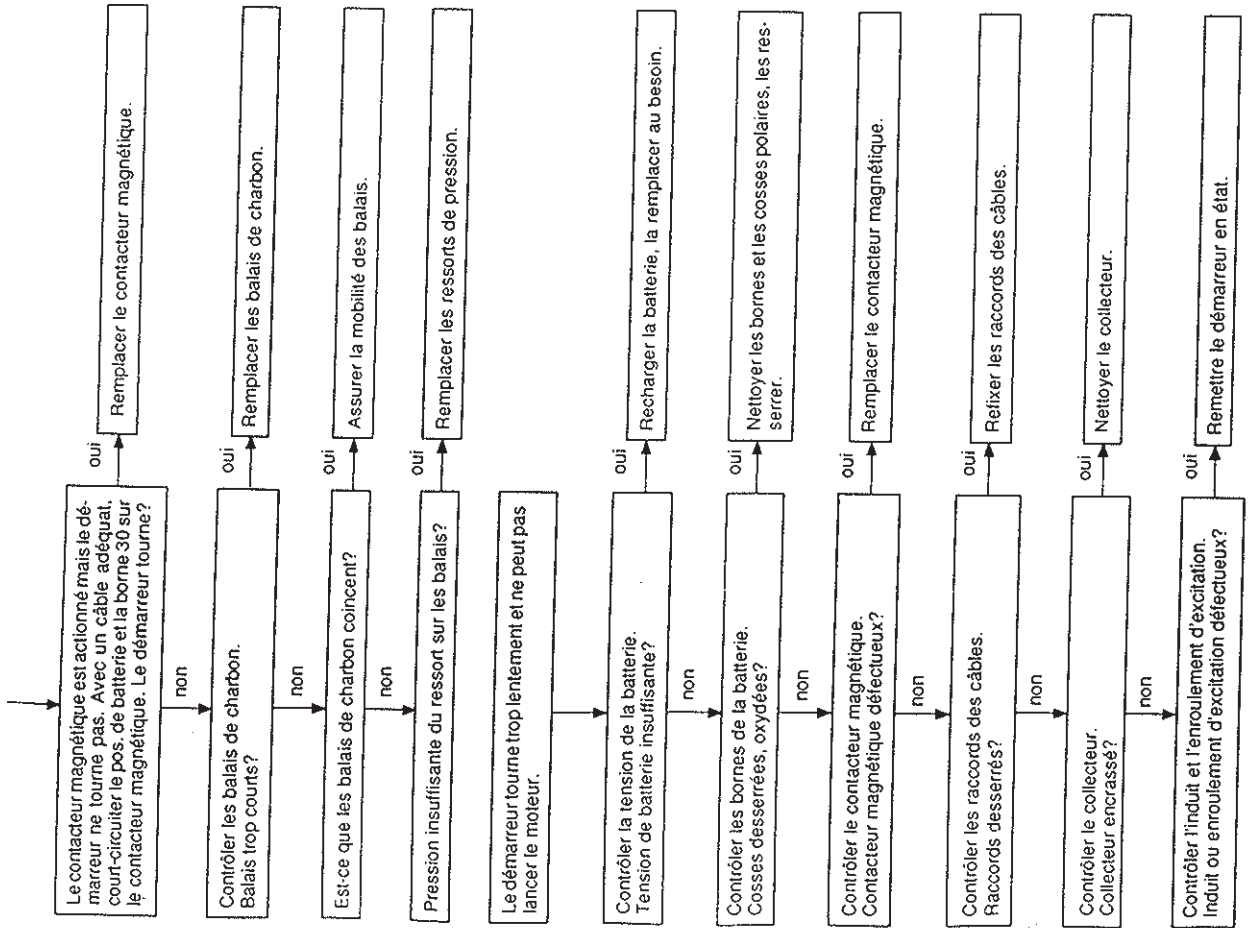 Le contacteur magnétique est actionné mais le dé-
marreur ne tourne pas. Avec un câble adéquat,
court-circuiter le pos. de batterie et la borne 30 sur
le contacteur magnétique. Le démarreur tourne?
oui
Remplacer le contacteur magnétique.
non
Contrôler les balais de charbon.
Balais trop courts?
oui
Remplacer les balais de charbon.
non
Est-ce que les balais de charbon coincent?
oui
Assurer la mobilité des balais.
non
Pression insuffisante du ressort sur les balais?
oui
Remplacer les ressorts de pression.
Le démarreur tourne trop lentement et ne peut pas
lancer le moteur.
Contrôler la tension de la batterie.
Tension de batterie insuffisante?
oui
Recharger la batterie, la remplacer au besoin.
non
Contrôler les bornes de la batterie.
Cosses desserrées, oxydées?
oui
Nettoyer les bornes et les cosses polaires, les res-
serrer.
non
Contrôler le contacteur magnétique.
Contacteur magnétique défectueux?
oui
Remplacer le contacteur magnétique.
non
Contrôler les raccords des câbles.
Raccords desserrés?
oui
Refixer les raccords des câbles.
non
Contrôler le collecteur.
Collecteur encrassé?
oui
Nettoyer le collecteur.
non
Contrôler l'induit et l'enroulement d'excitation.
Induit ou enroulement d'excitation défectueux?
oui
Remettre le démarreur en état.